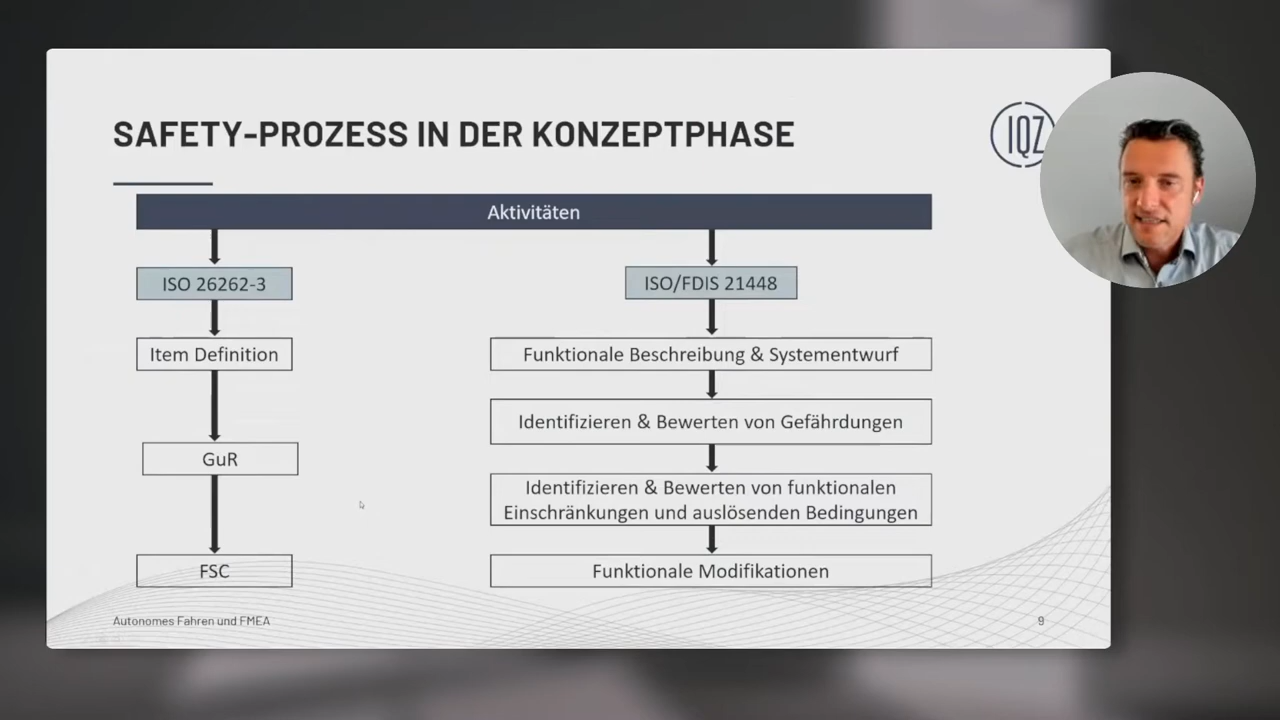 SAFETY-PROZESS IN DER KONZEPTPHASE
IQZ
Aktivitäten
ISO 26262-3
ISO/FDIS 21448
Item Definition
Funktionale Beschreibung & Systementwurf
Identifizieren & Bewerten von Gefährdungen
GuR
Identifizieren & Bewerten von funktionalen
Einschränkungen und auslösenden Bedingungen
FSC
Funktionale Modifikationen
Autonomes Fahren und FMEA
9